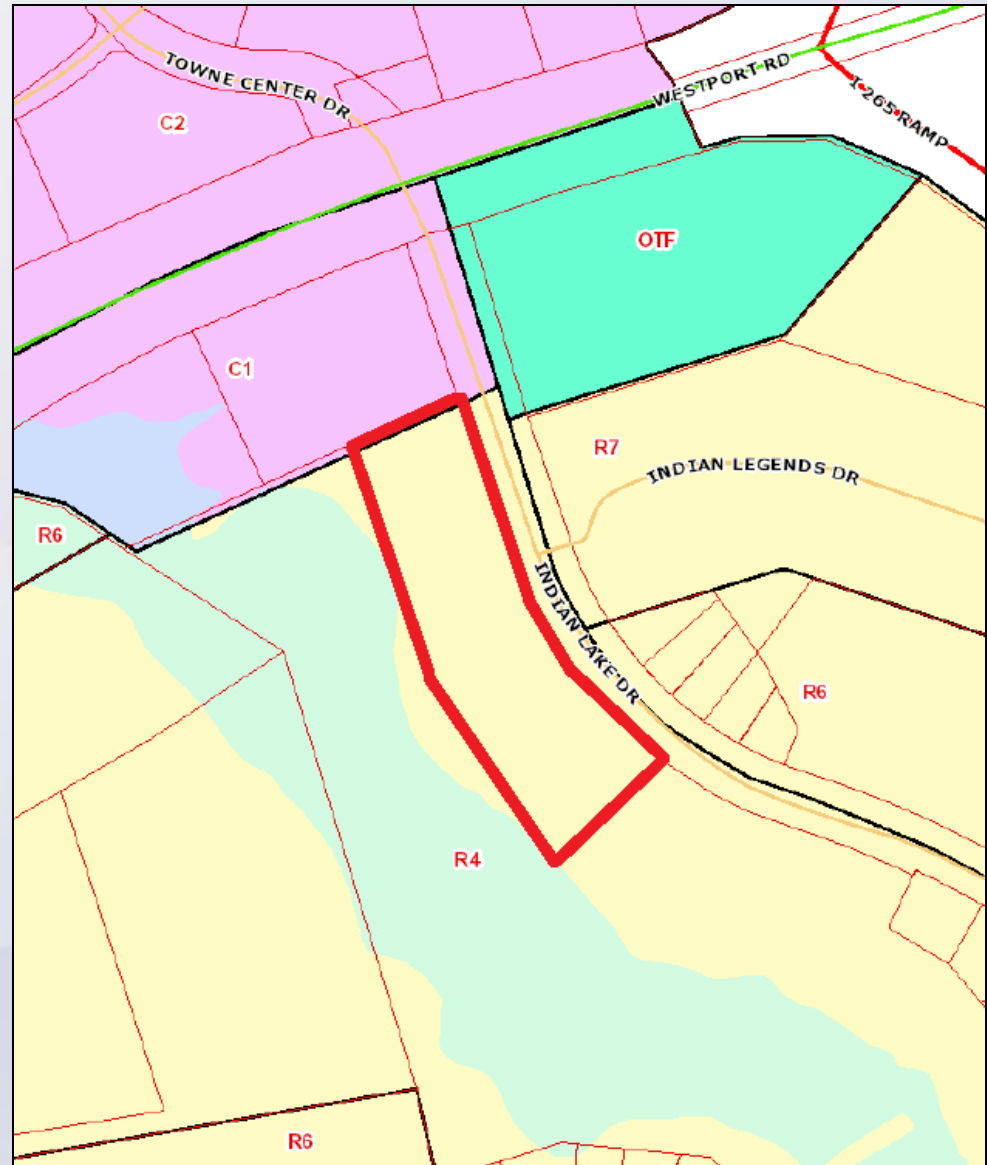 TOWNE CENTER DR
WESTPORT RD
I-265 RAMP
C2
OTF
C1
R7
INDIAN LEGENDS DR
R6
INDIAN LAKE DR
R6
R4
R6